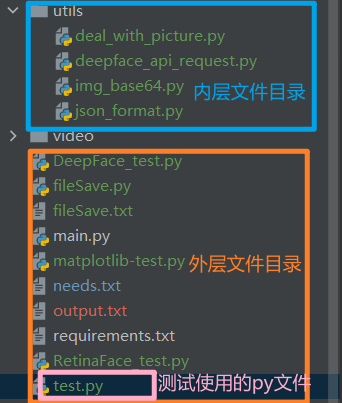 utils
deal_with_picture.py
deepface_api_request.py
img_base64.py
内层文件目录
json_format.py
video
DeepFace_test.py
fileSave.py
fileSave.txt
main.py
matplotlib-test.py 外层文件目录
needs.txt
output.txt
requirements.txt
RetinaFace_test.py
test.py 测试使用的py文件